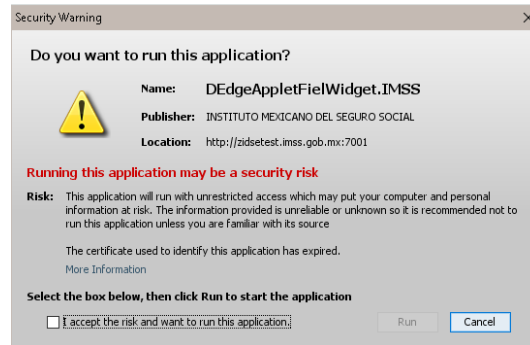 Security Warning
Do you want to run this application?
Name: DEdgeAppletFielWidget.IMSS
Publisher: INSTITUTO MEXICANO DEL SEGURO SOCIAL
Location: http://zidsetest.imss.gob.mx:7001
Running this application may be a security risk
Risk: This application will run with unrestricted access which may put your computer and personal
information at risk. The information provided is unreliable or unknown so it is recommended not to
run this application unless you are familiar with its source
The certificate used to identify this application has expired.
More Information
Select the box below, then click Run to start the application
I accept the risk and want to run this application.
Run Cancel